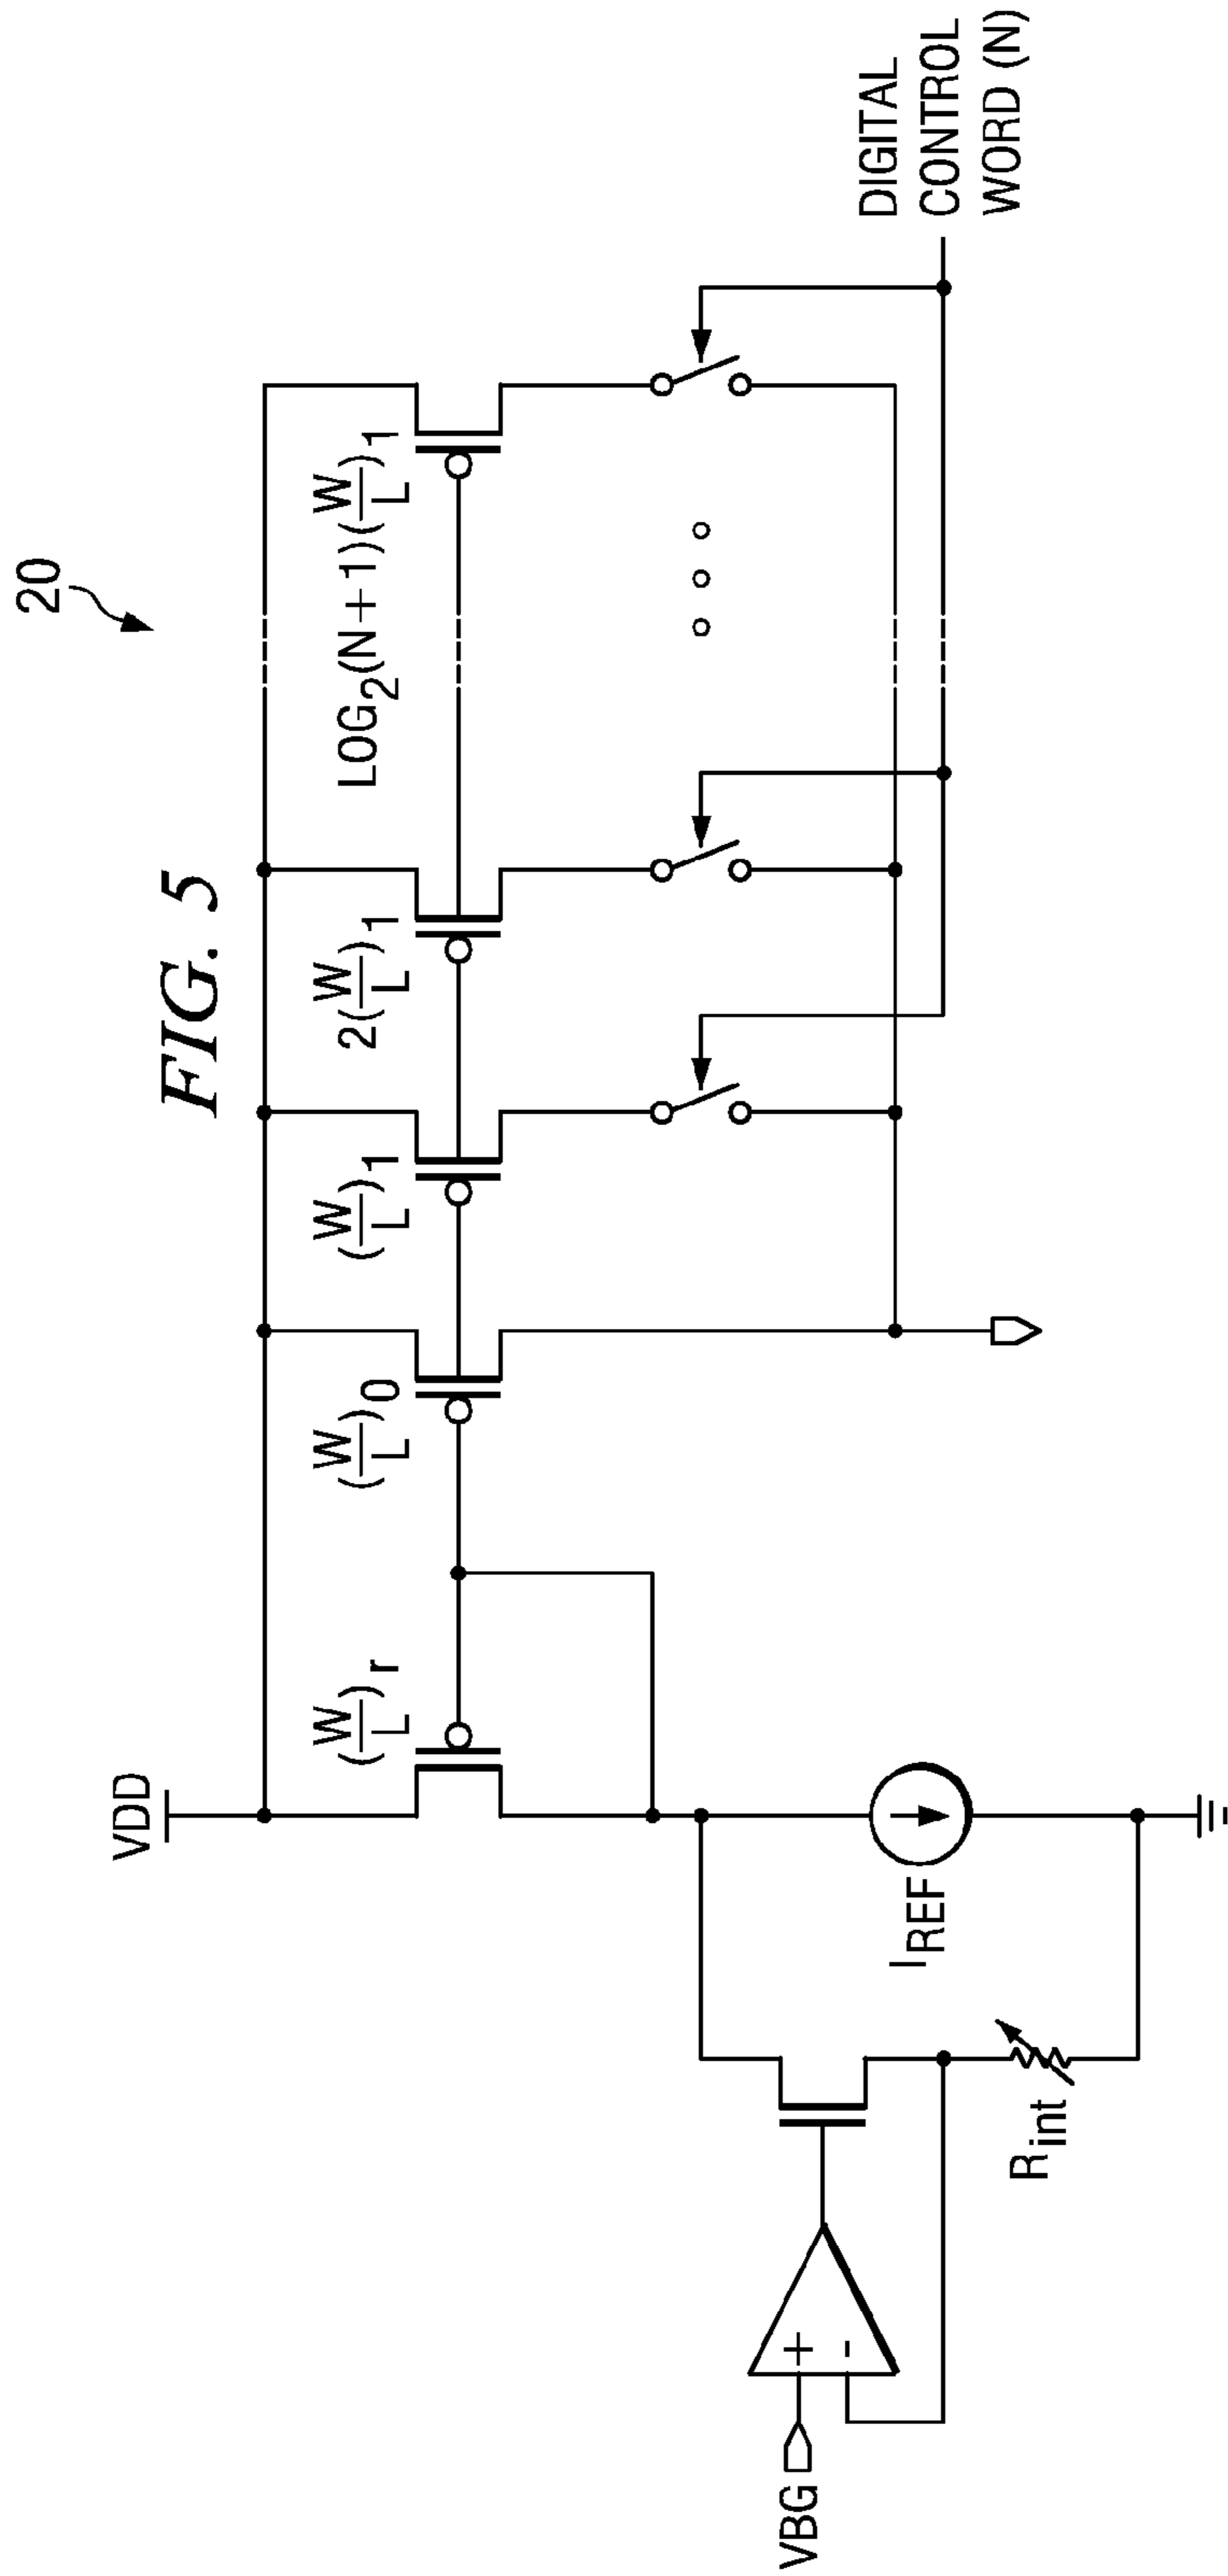 FIG. 5
20
VDD
(W/L)r
(W/L)0
(W/L)1
2(W/L)1
LOG2(N+1)(W/L)1
VBG
+
-
Rint
IREF
DIGITAL
CONTROL
WORD (N)